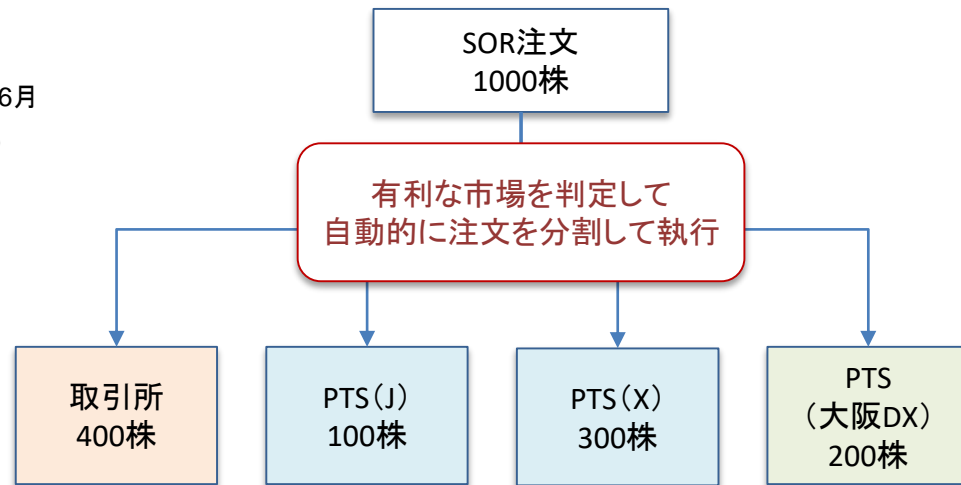 SOR注文
1000株
6月
有利な市場を判定して
自動的に注文を分割して執行
取引所
400株
PTS(J)
100株
PTS(X)
300株
PTS
(大阪DX)
200株